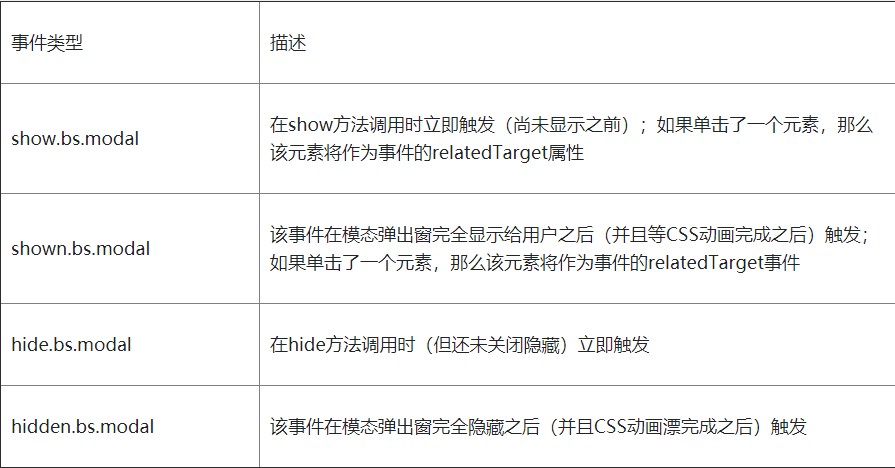 事件类型
描述
show.bs.modal
在show方法调用时立即触发（尚未显示之前）；如果单击了一个元素，那么
该元素将作为事件的relatedTarget属性
shown.bs.modal
该事件在模态弹出窗完全显示给用户之后（并且等CSS动画完成之后）触发；
如果单击了一个元素，那么该元素将作为事件的relatedTarget事件
hide.bs.modal
在hide方法调用时（但还未关闭隐藏）立即触发
hidden.bs.modal
该事件在模态弹出窗完全隐藏之后（并且CSS动画漂完成之后）触发